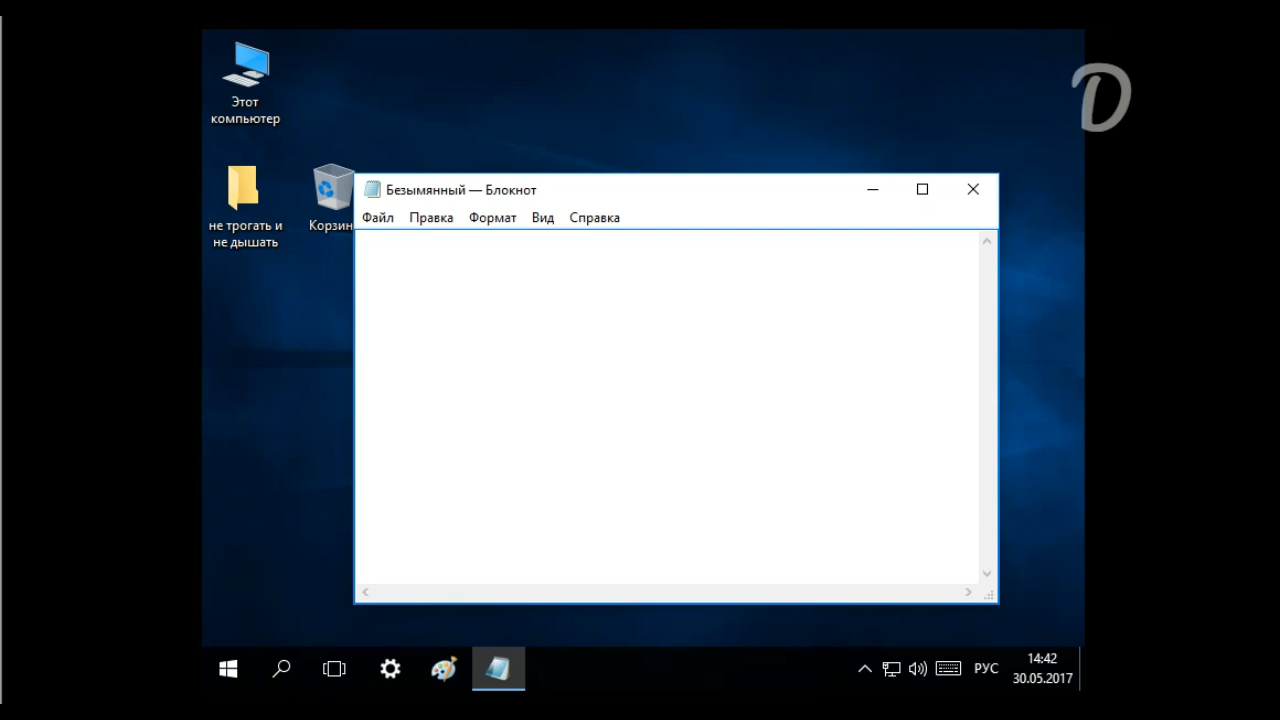 Этот
компьютер
не трогать и
не дышать
Корзин
Безымянный — Блокнот
Файл Правка Формат Вид Справка
РУС
14:42
30.05.2017
D